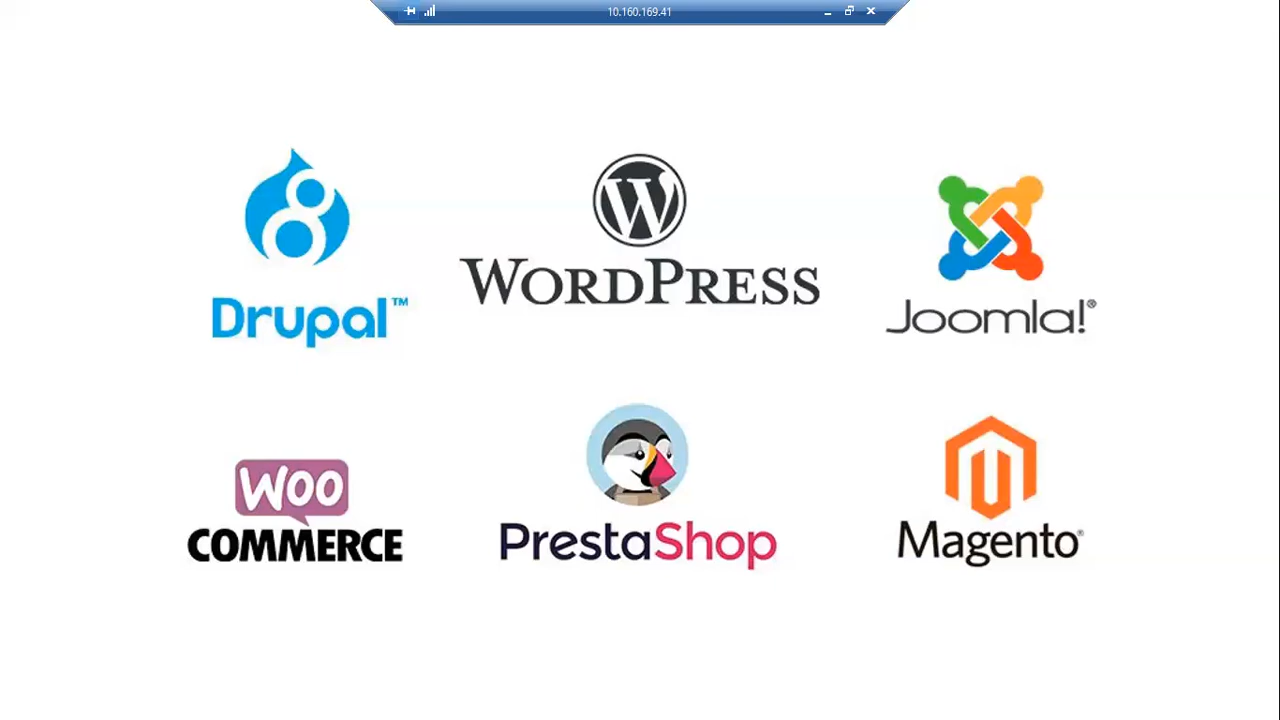 10.160.169.41
Drupal™
WORDPRESS
Joomla!®
WOO
COMMERCE
PrestaShop
Magento®